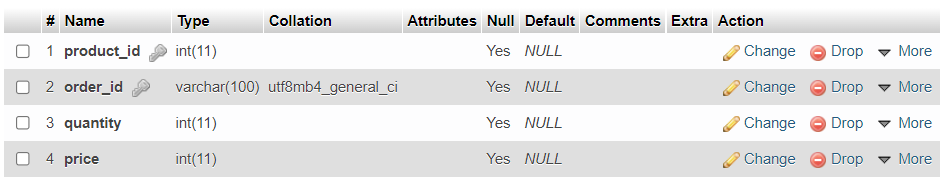 # Name Type Collation Attributes Null Default Comments Extra Action
1 product_id int(11) Yes NULL Change Drop More
2 order_id varchar(100) utf8mb4_general_ci Yes NULL Change Drop More
3 quantity int(11) Yes NULL Change Drop More
4 price int(11) Yes NULL Change Drop More